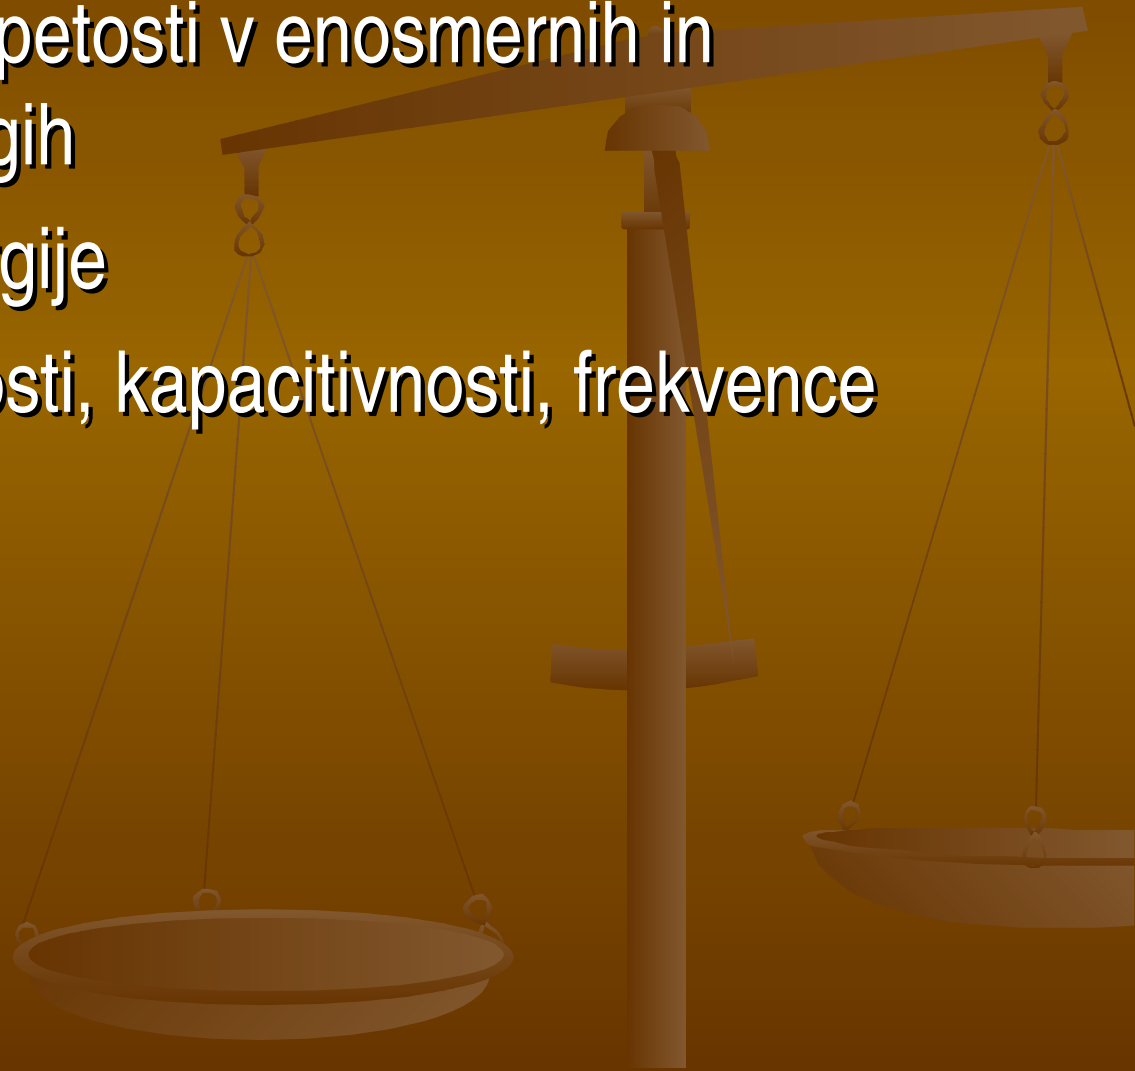 petosti v enosmernih in
gih
gije
osti, kapacitivnosti, frekvence